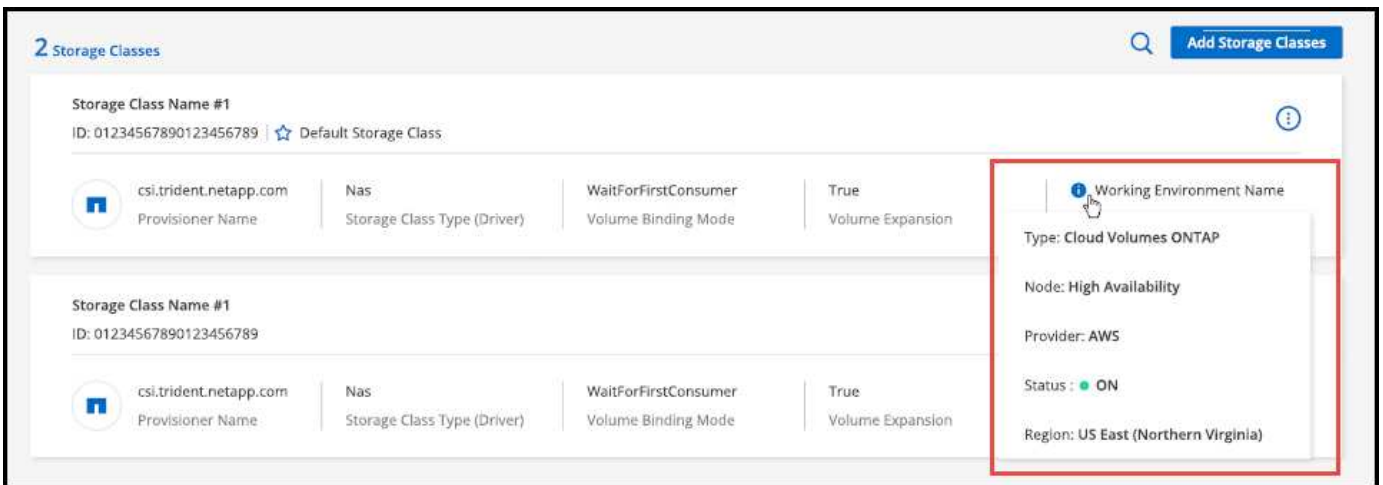 2 Storage Classes
Add Storage Classes
Storage Class Name #1
ID: 01234567890123456789 | Default Storage Class
csi.trident.netapp.com
Nas
WaitForFirstConsumer
True
Working Environment Name
Provisioner Name
Storage Class Type (Driver)
Volume Binding Mode
Volume Expansion
Type: Cloud Volumes ONTAP
Node: High Availability
Provider: AWS
Status : ON
Region: US East (Northern Virginia)
Storage Class Name #1
ID: 01234567890123456789
csi.trident.netapp.com
Nas
WaitForFirstConsumer
True
Provisioner Name
Storage Class Type (Driver)
Volume Binding Mode
Volume Expansion